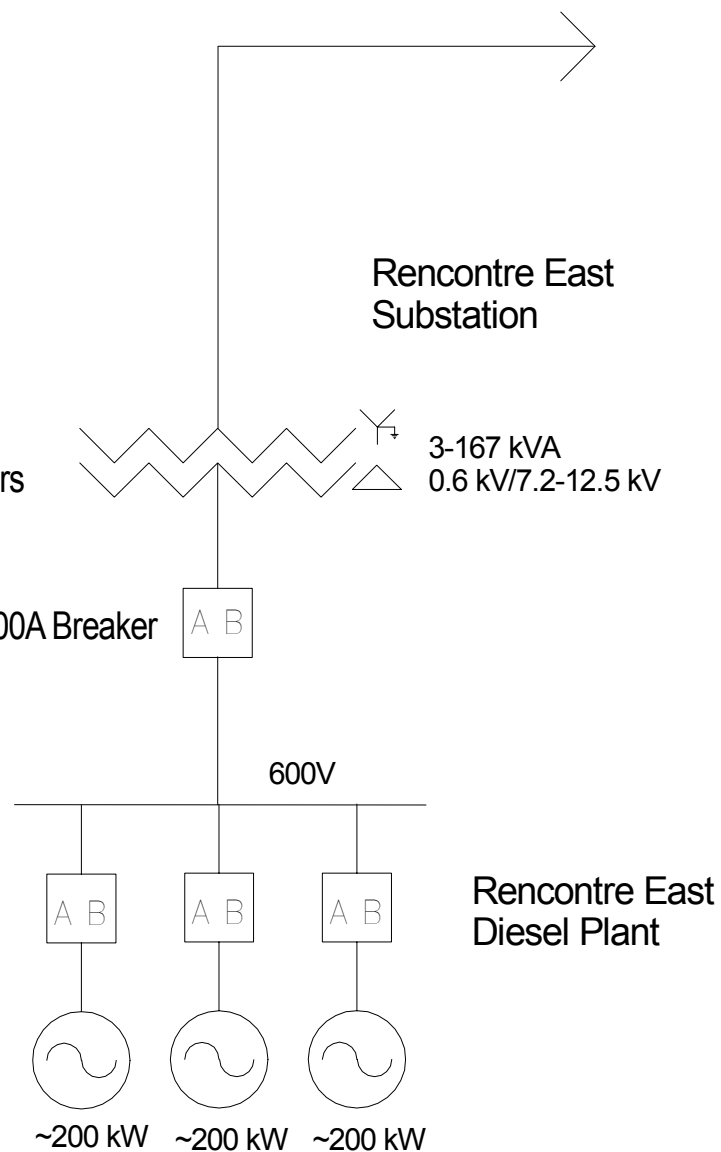 Rencontre East
Substation
3-167 kVA
0.6 kV/7.2-12.5 kV
rs
00A Breaker
A B
600V
A B
A B
A B
Rencontre East
Diesel Plant
~200 kW
~200 kW
~200 kW